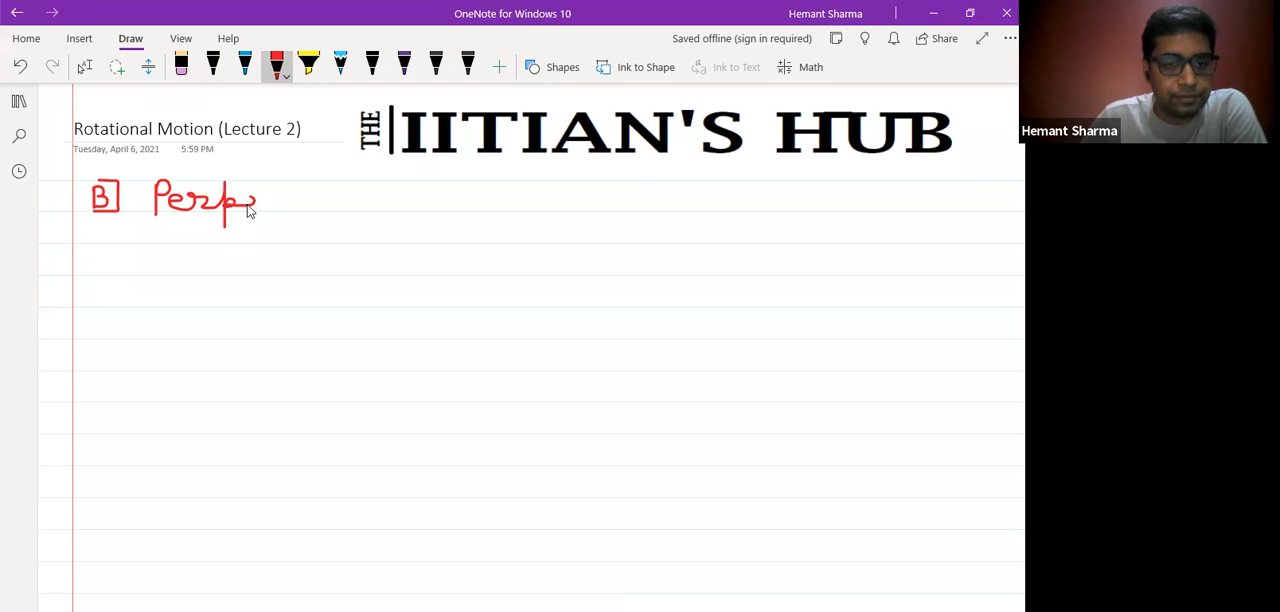 OneNote for Windows 10
Hemant Sharma
Home Insert Draw View Help
Saved offline (sign in required) Share
Shapes Ink to Shape Ink to Text Math
Rotational Motion (Lecture 2)
Tuesday, April 6, 2021 5:59 PM
THE IITIAN'S HUB
Hemant Sharma
B Perp